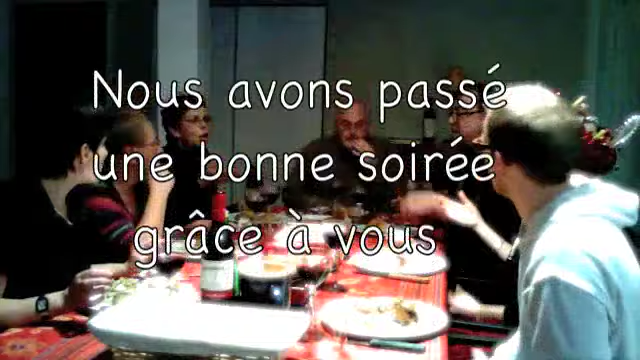 Nous avons passé
une bonne soirée
grâce à vous